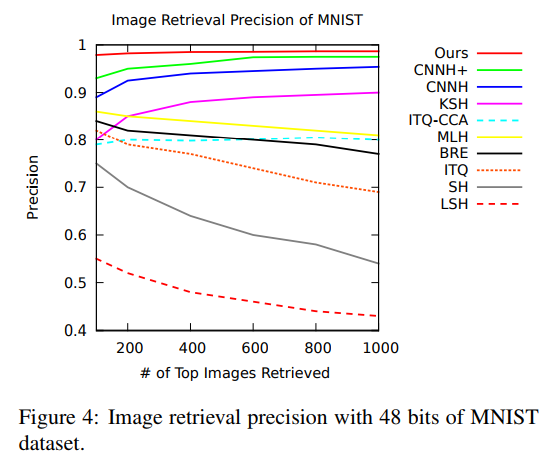 Image Retrieval Precision of MNIST
1
0.9
0.8
0.7
0.6
0.5
0.4
Precision
200 400 600 800 1000
# of Top Images Retrieved
Ours
CNNH+
CNNH
KSH
ITQ-CCA
MLH
BRE
ITQ
SH
LSH
Figure 4: Image retrieval precision with 48 bits of MNIST
dataset.